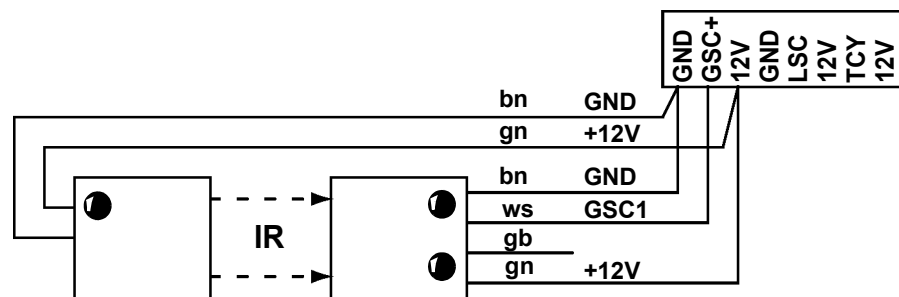 GND GSC+ 12V GND LSC 12V TCY 12V
bn GND
gn +12V
bn GND
ws GSC1
IR
gb
gn +12V